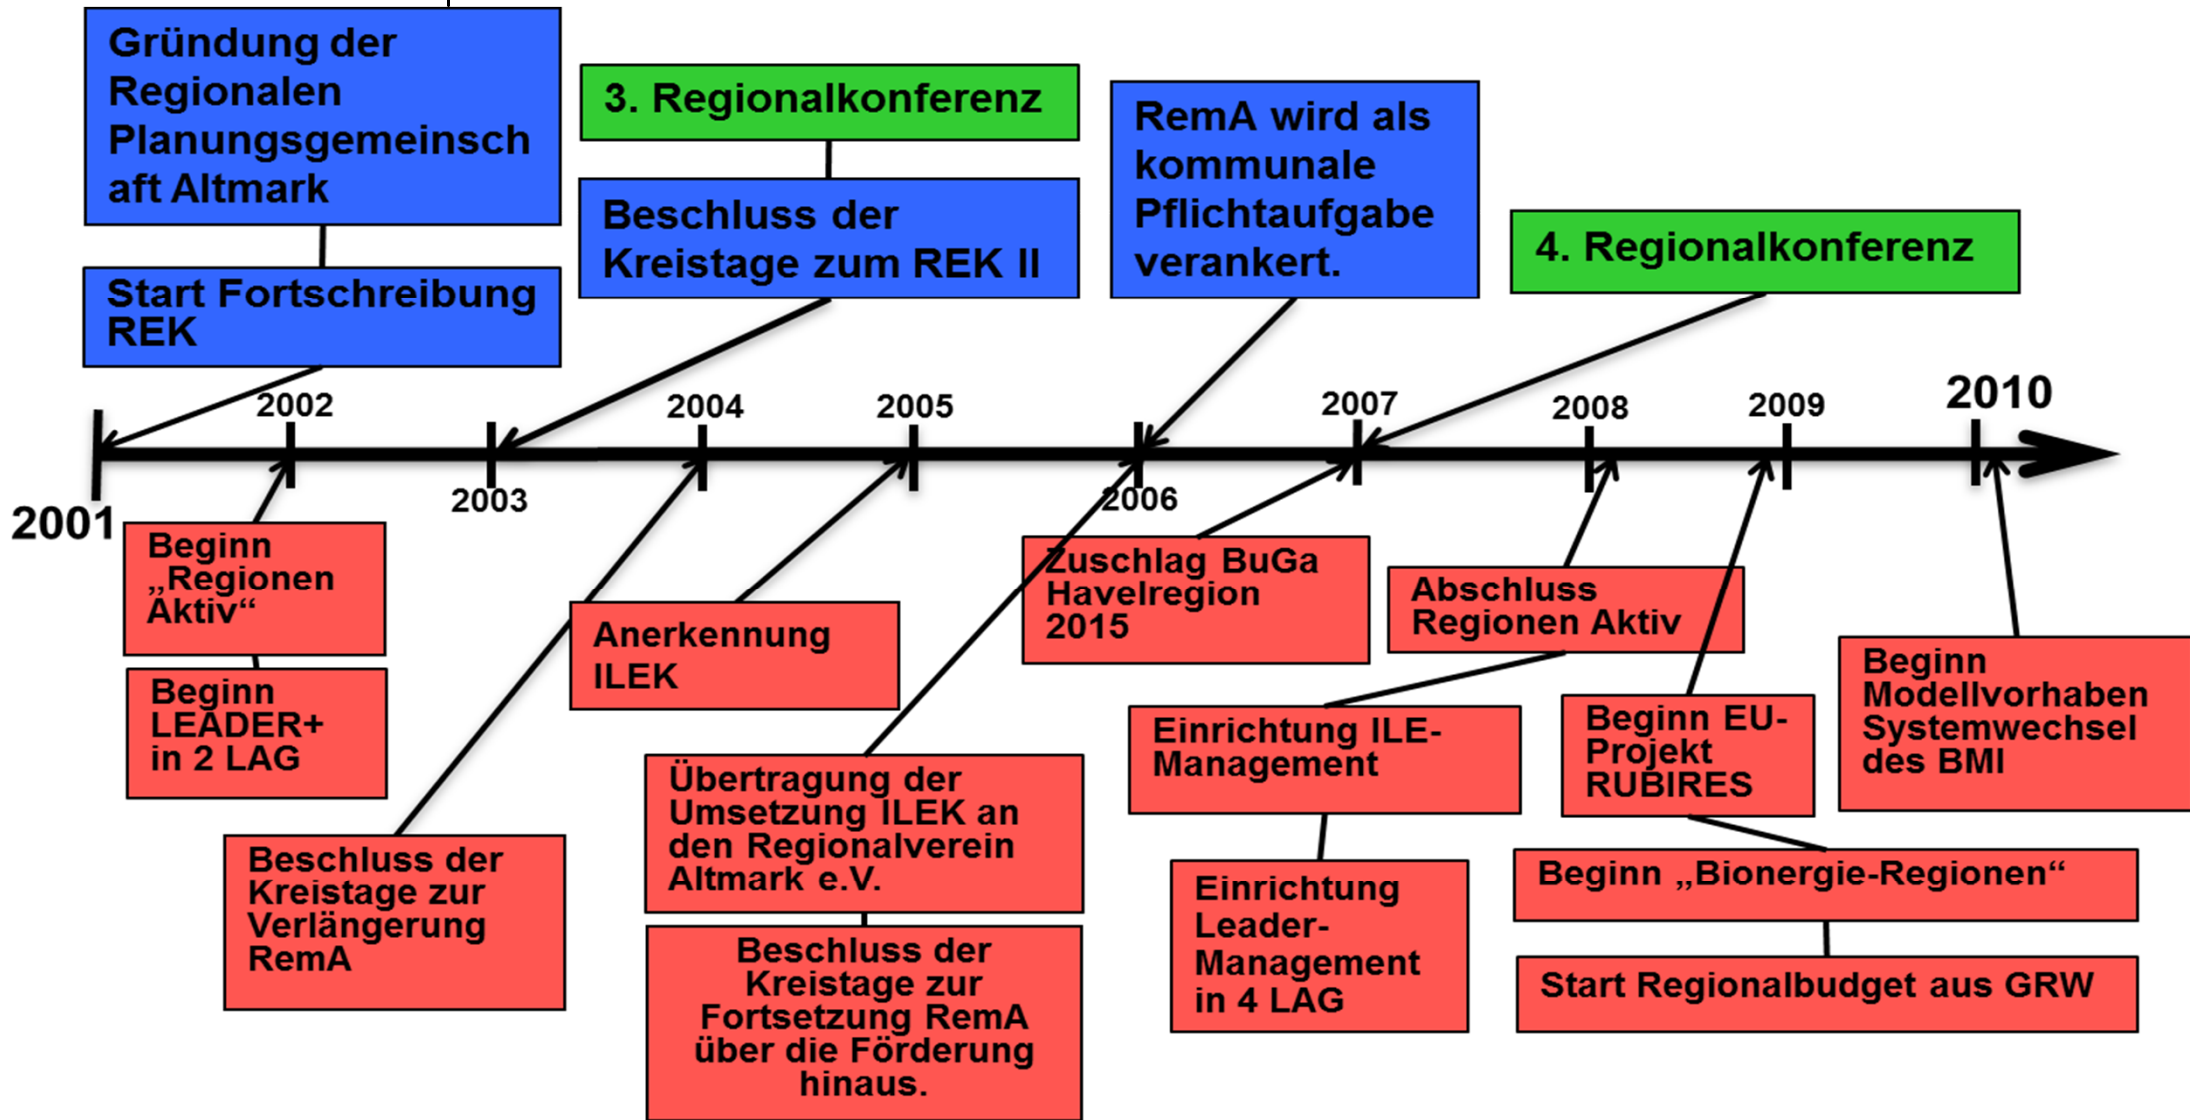 Gründung der
Regionalen
Planungsgemeinsch
aft Altmark
Start Fortschreibung
REK
3. Regionalkonferenz
Beschluss der
Kreistage zum REK II
RemA wird als
kommunale
Pflichtaufgabe
verankert.
4. Regionalkonferenz
2001
2002
2003
2004
2005
2006
2007
2008
2009
2010
Beginn
„Regionen
Aktiv“
Beginn
LEADER+
in 2 LAG
Beschluss der
Kreistage zur
Verlängerung
RemA
Anerkennung
ILEK
Übertragung der
Umsetzung ILEK an
den Regionalverein
Altmark e.V.
Beschluss der
Kreistage zur
Fortsetzung RemA
über die Förderung
hinaus.
Zuschlag BuGa
Havelregion
2015
Abschluss
Regionen Aktiv
Einrichtung ILE-
Management
Einrichtung
Leader-
Management
in 4 LAG
Beginn EU-
Projekt
RUBIRES
Beginn „Bionergie-Regionen“
Start Regionalbudget aus GRW
Beginn
Modellvorhaben
Systemwechsel
des BMI